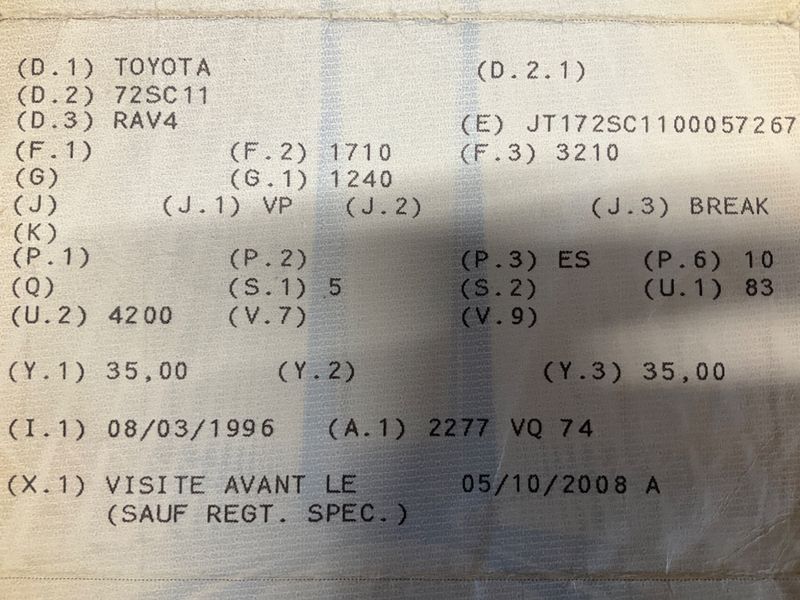 (D.1) TOYOTA (D.2.1)
(D.2) 72SC11
(D.3) RAV4 (E) JT172SC1100057267
(F.1) (F.2) 1710 (F.3) 3210
(G) (G.1) 1240
(J) (J.1) VP (J.2) (J.3) BREAK
(K)
(P.1) (P.2) (P.3) ES (P.6) 10
(Q) (S.1) 5 (S.2) (U.1) 83
(U.2) 4200 (V.7) (V.9)
(Y.1) 35,00 (Y.2) (Y.3) 35,00
(I.1) 08/03/1996 (A.1) 2277 VQ 74
(X.1) VISITE AVANT LE 05/10/2008 A
(SAUF REGT. SPEC.)